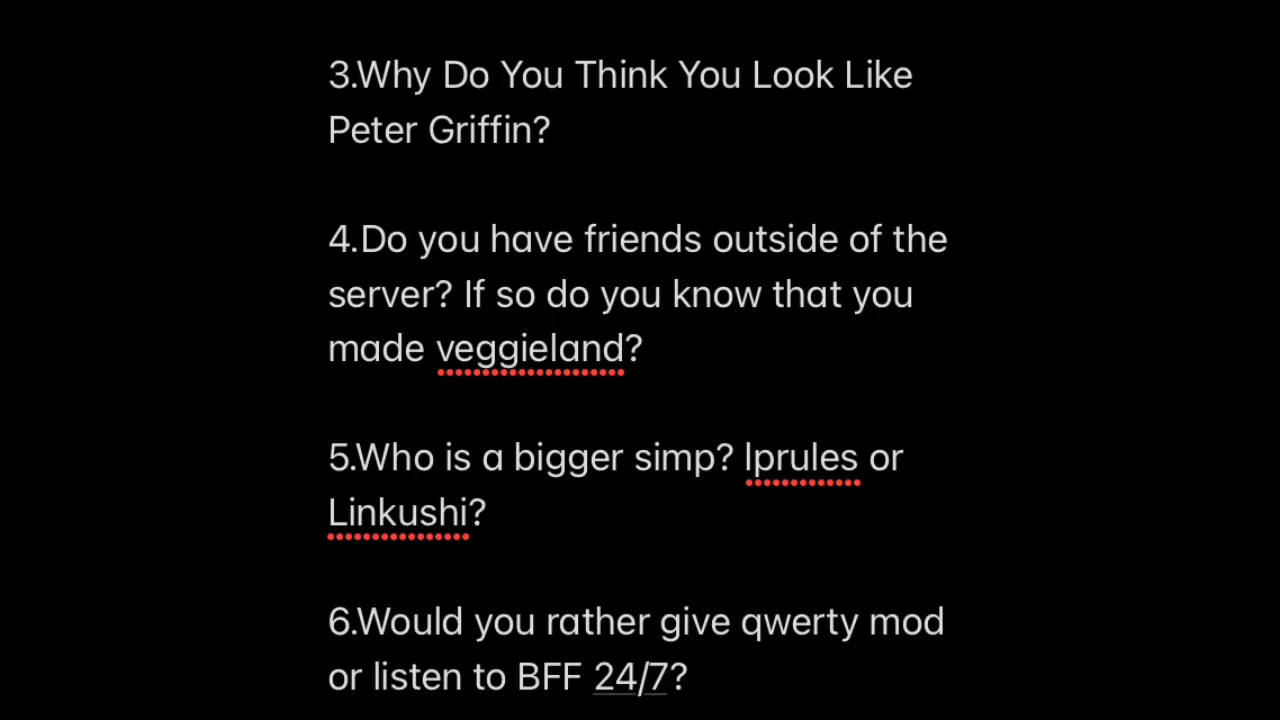 3.Why Do You Think You Look Like
Peter Griffin?
4.Do you have friends outside of the
server? If so do you know that you
made veggieland?
5.Who is a bigger simp? lprules or
Linkushi?
6.Would you rather give qwerty mod
or listen to BFF 24/7?